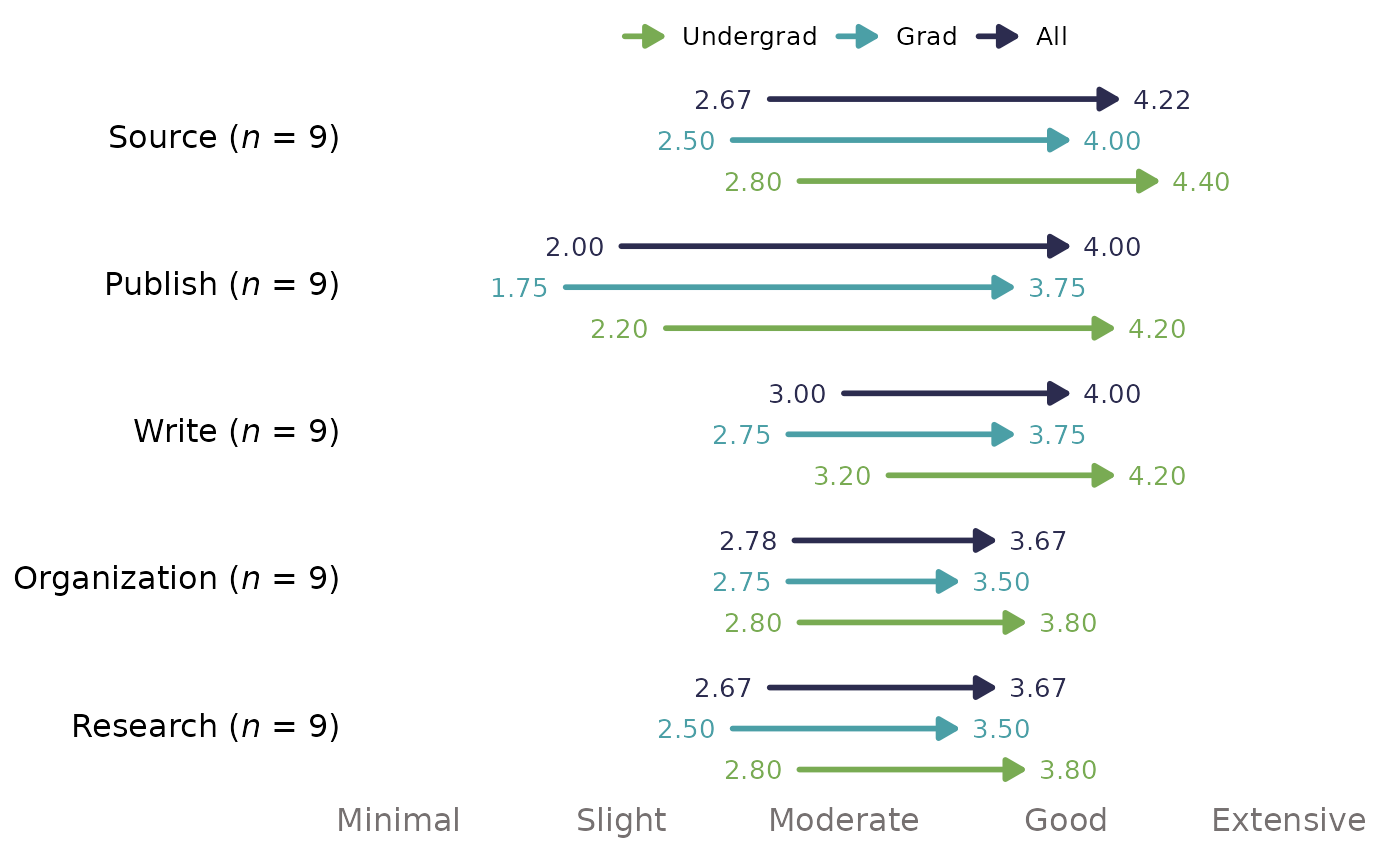 Undergrad Grad All
2.67 4.22
Source (n = 9) 2.50 4.00
2.80 4.40
2.00 4.00
Publish (n = 9) 1.75 3.75
2.20 4.20
3.00 4.00
Write (n = 9) 2.75 3.75
3.20 4.20
2.78 3.67
Organization (n = 9) 2.75 3.50
2.80 3.80
2.67 3.67
Research (n = 9) 2.50 3.50
2.80 3.80
Minimal Slight Moderate Good Extensive